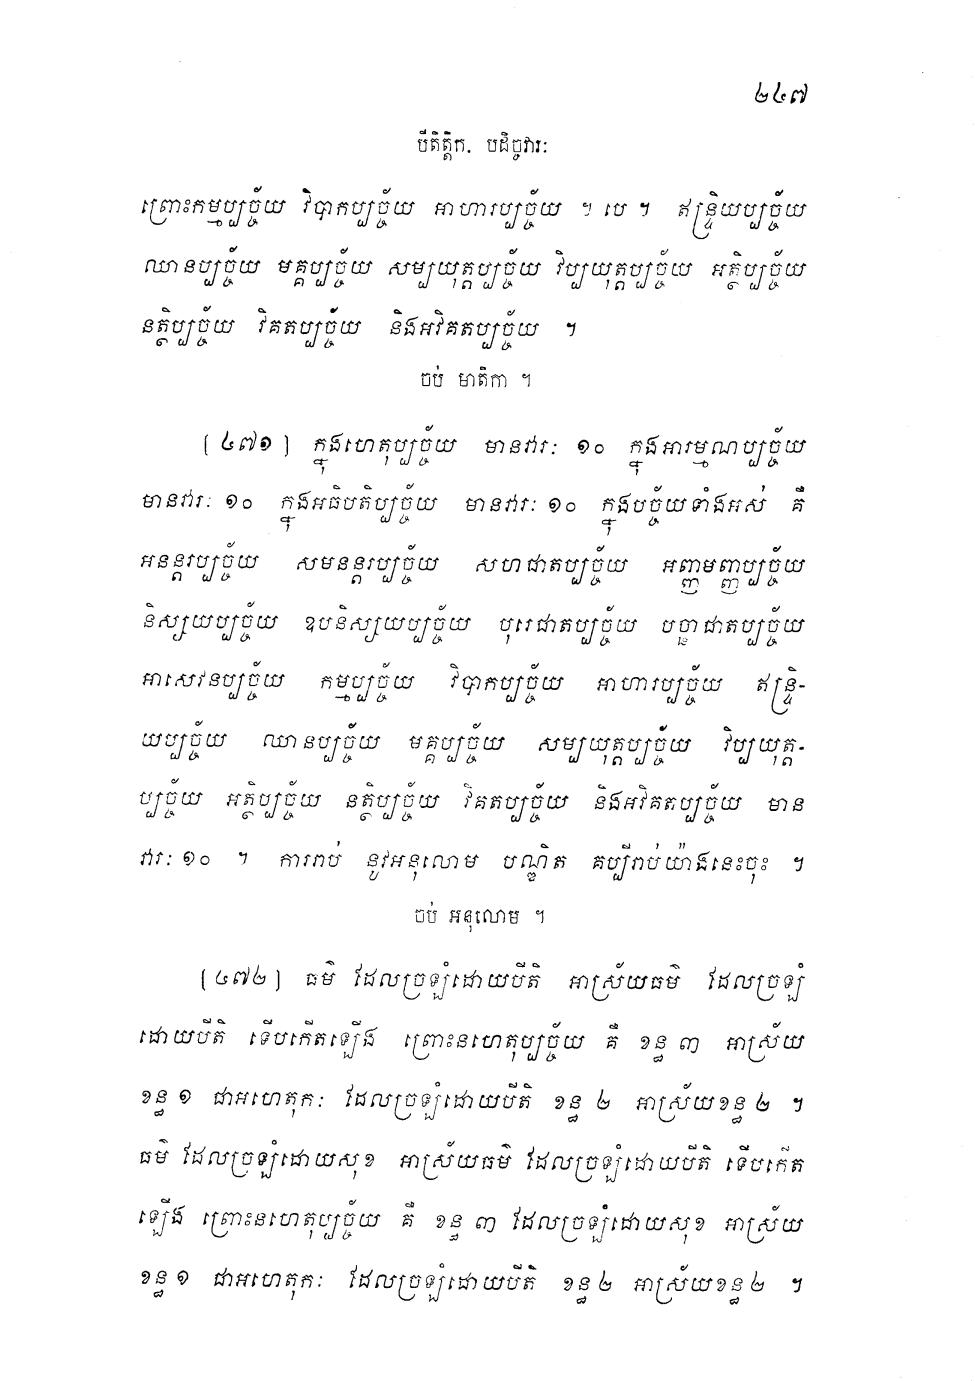 ២៤៧
បីតិត្តិក. បដិច្ចវារៈ
ព្រោះកម្មប្បច្ច័យ វិបាកប្បច្ច័យ អាហារប្បច្ច័យ ។ បេ ។ ឥន្ទ្រិយប្បច្ច័យ
ឈានប្បច្ច័យ មគ្គប្បច្ច័យ សម្បយុត្តប្បច្ច័យ វិប្បយុត្តប្បច្ច័យ អត្ថិប្បច្ច័យ
នត្ថិប្បច្ច័យ វិគតប្បច្ច័យ និងអវិគតប្បច្ច័យ ។
ចប់ មាតិកា ។
[៤៧១] ក្នុងហេតុប្បច្ច័យ មានវារៈ ១០ ក្នុងអារម្មណប្បច្ច័យ
មានវារៈ ១០ ក្នុងអធិបតិប្បច្ច័យ មានវារៈ ១០ ក្នុងបច្ច័យទាំងអស់ គឺ
អនន្តរប្បច្ច័យ សមនន្តរប្បច្ច័យ សហជាតប្បច្ច័យ អញ្ញមញ្ញប្បច្ច័យ
និស្សយប្បច្ច័យ ឧបនិស្សយប្បច្ច័យ បុរេជាតប្បច្ច័យ បច្ឆាជាតប្បច្ច័យ
អាសេវនប្បច្ច័យ កម្មប្បច្ច័យ វិបាកប្បច្ច័យ អាហារប្បច្ច័យ ឥន្ទ្រិ-
យប្បច្ច័យ ឈានប្បច្ច័យ មគ្គប្បច្ច័យ សម្បយុត្តប្បច្ច័យ វិប្បយុត្ត-
ប្បច្ច័យ អត្ថិប្បច្ច័យ នត្ថិប្បច្ច័យ វិគតប្បច្ច័យ និងអវិគតប្បច្ច័យ មាន
វារៈ ១០ ។ ការរាប់ នូវអនុលោម បណ្ឌិត គប្បីរាប់យ៉ាងនេះចុះ ។
ចប់ អនុលោម ។
[៤៧២] ធម៌ ដែលច្រឡំដោយបីតិ អាស្រ័យធម៌ ដែលច្រឡំ
ដោយបីតិ ទើបកើតឡើង ព្រោះនហេតុប្បច្ច័យ គឺ ខន្ធ ៣ អាស្រ័យ
ខន្ធ ១ ជាអហេតុកៈ ដែលច្រឡំដោយបីតិ ខន្ធ ២ អាស្រ័យខន្ធ ២ ។
ធម៌ ដែលច្រឡំដោយសុខ អាស្រ័យធម៌ ដែលច្រឡំដោយបីតិ ទើបកើត
ឡើង ព្រោះនហេតុប្បច្ច័យ គឺ ខន្ធ ៣ ដែលច្រឡំដោយសុខ អាស្រ័យ
ខន្ធ ១ ជាអហេតុកៈ ដែលច្រឡំដោយបីតិ ខន្ធ ២ អាស្រ័យខន្ធ ២ ។